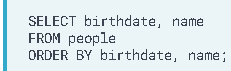 SELECT birthdate, name
FROM people
ORDER BY birthdate, name;